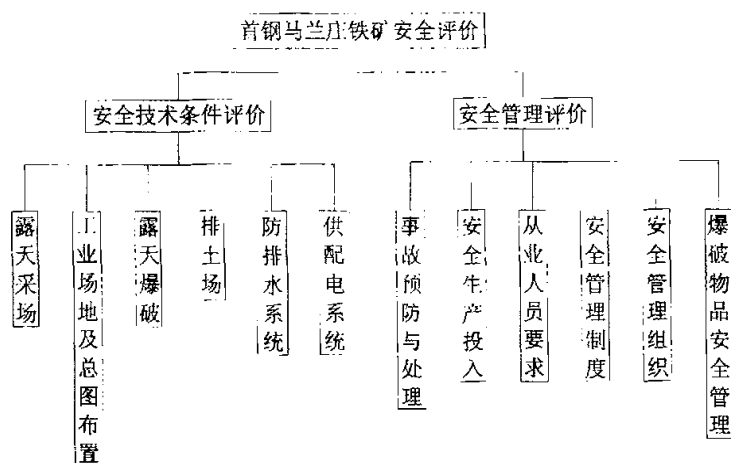 首钢马兰庄铁矿安全评价
安全技术条件评价
安全管理评价
露天采场
工业场地及总图布置
露天爆破
排土场
防排水系统
供配电系统
事故预防与处理
安全生产投入
从业人员要求
安全管理制度
安全管理组织
爆破物品安全管理